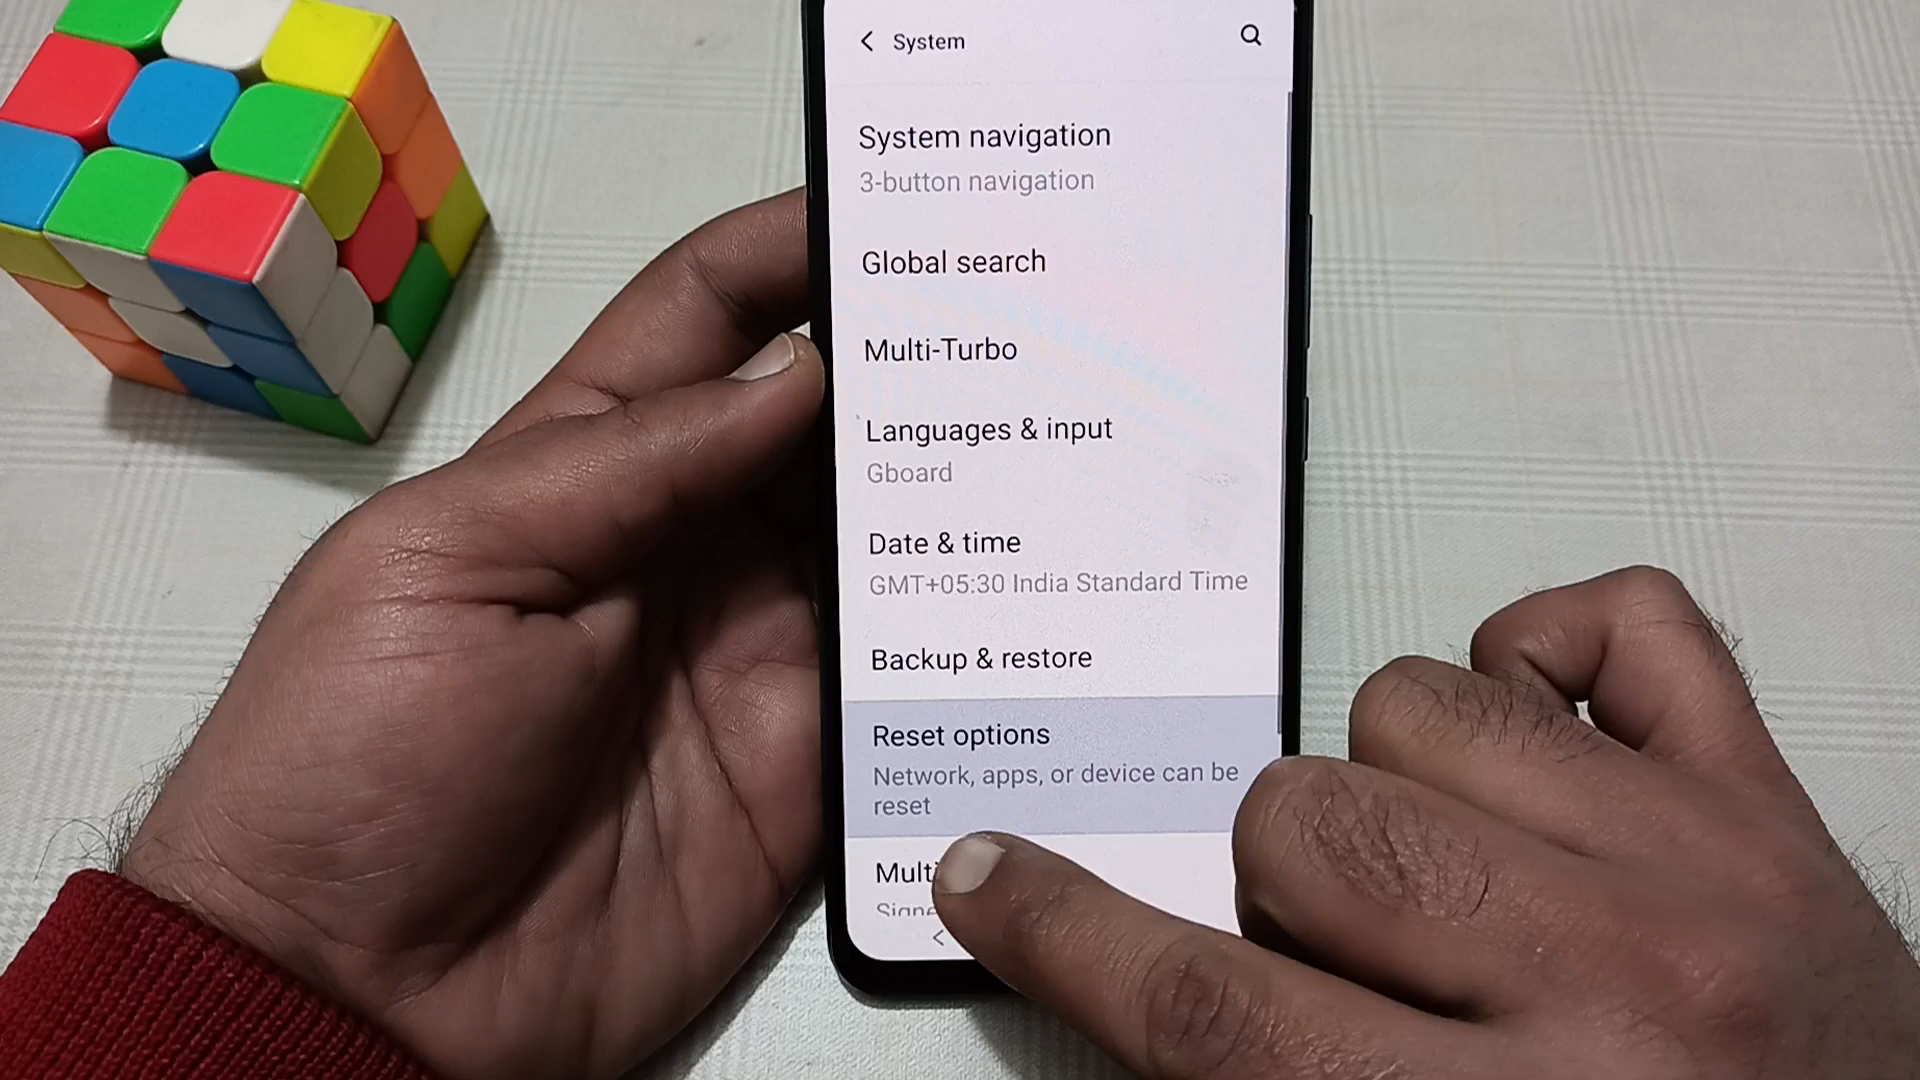 System
System navigation
3-button navigation
Global search
Multi-Turbo
Languages & input
Gboard
Date & time
GMT+05:30 India Standard Time
Backup & restore
Reset options
Network, apps, or device can be
reset